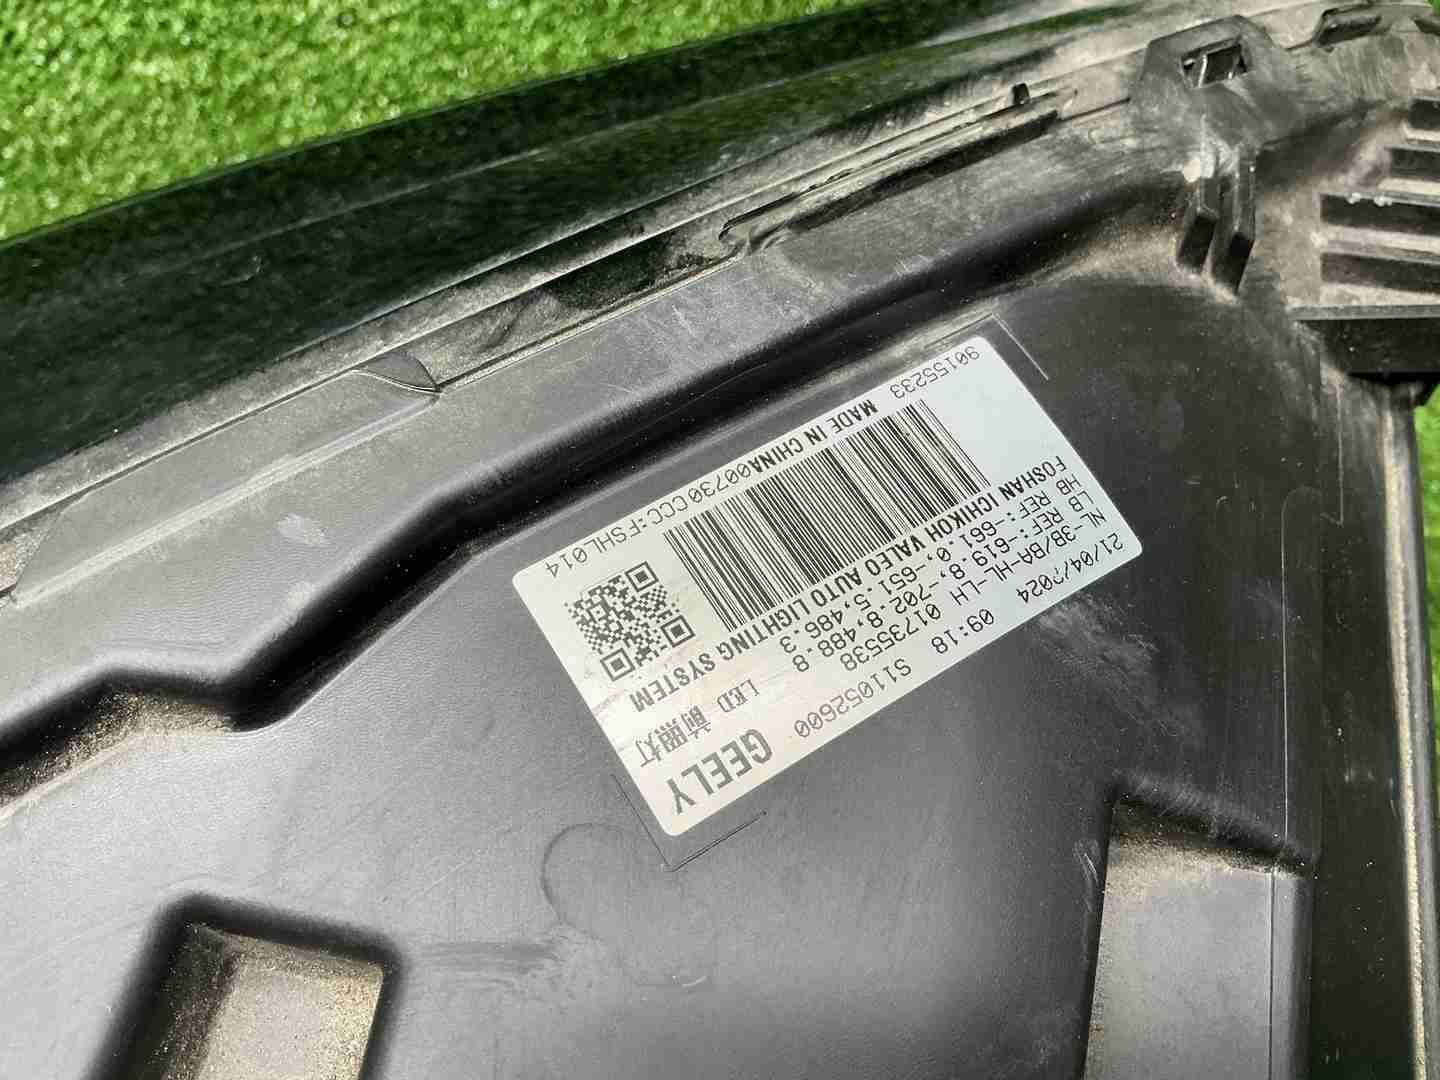 GEELY
LED 前照灯
21/04/2024 09:18 S11052600
NL-3B/BA-HL-LH 01735538
LB REF:-619.8,-702.8,488.8
HB REF:-661.0,-651.5,486.3
FOSHAN ICHIKOH VALEO AUTO LIGHTING SYSTEM
MADE IN CHINA00730CCC:FSHL014
90155233